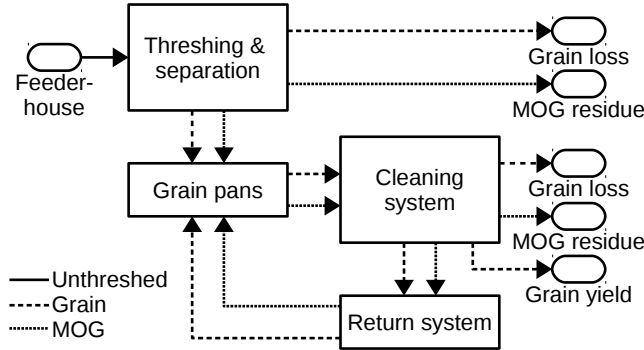 Threshing &
separation
Feeder-
house
Grain loss
MOG residue
Grain pans
Cleaning
system
Grain loss
MOG residue
Grain yield
Return system
Unthreshed
Grain
MOG